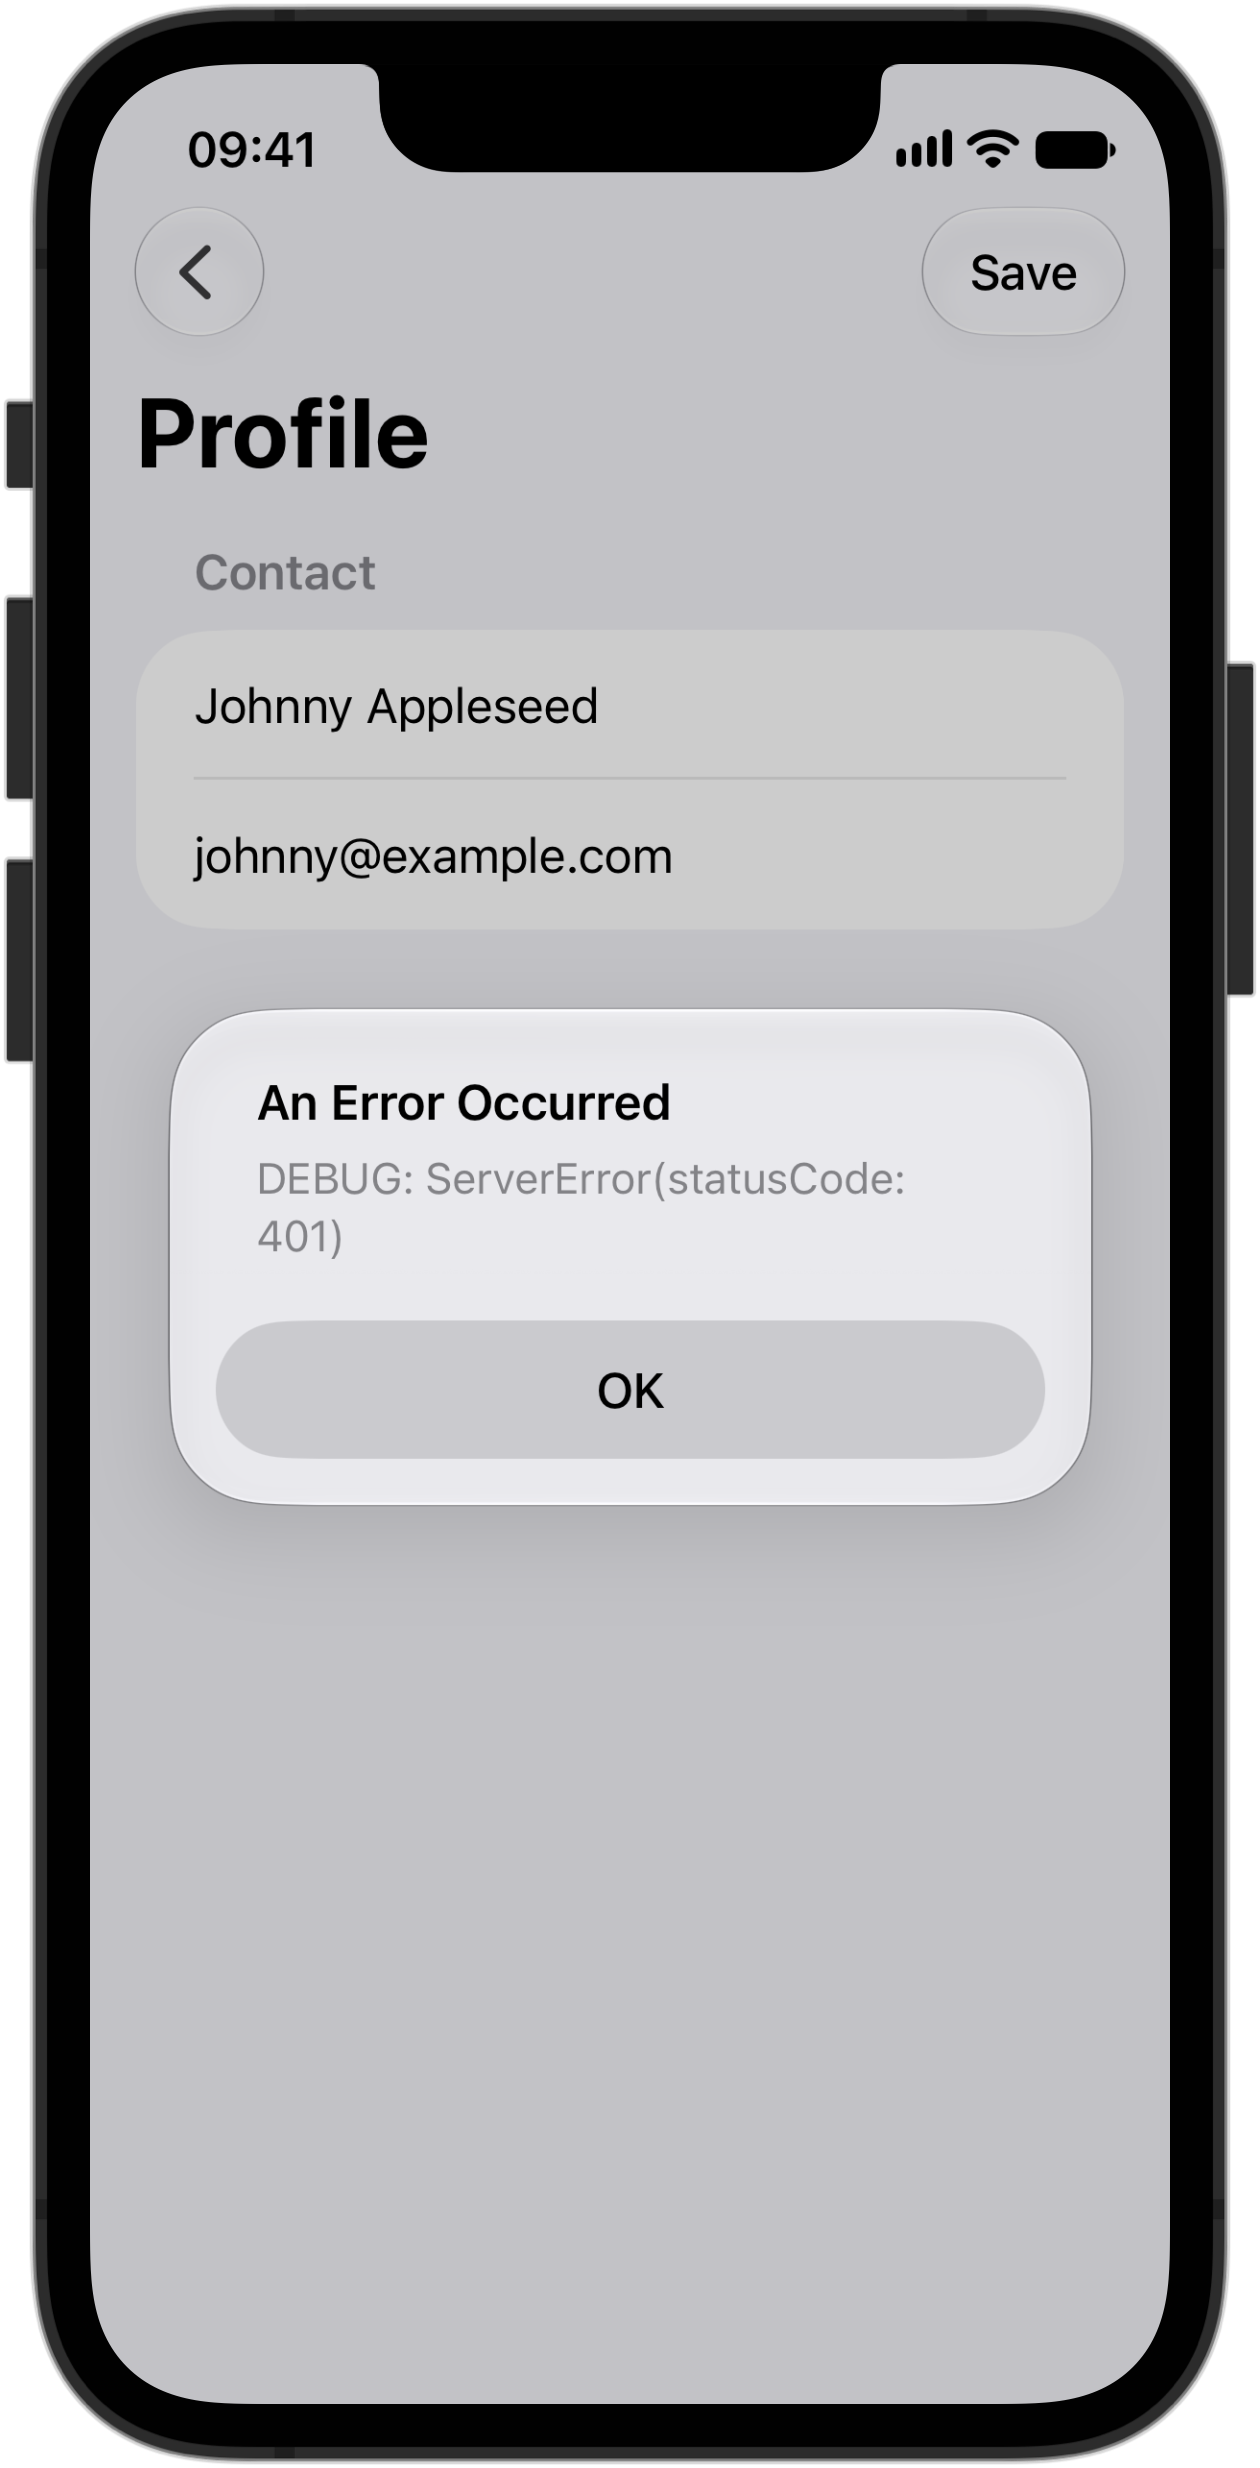 09:41
Save
Profile
Contact
Johnny Appleseed
johnny@example.com
An Error Occurred
DEBUG: ServerError(statusCode:
401)
OK